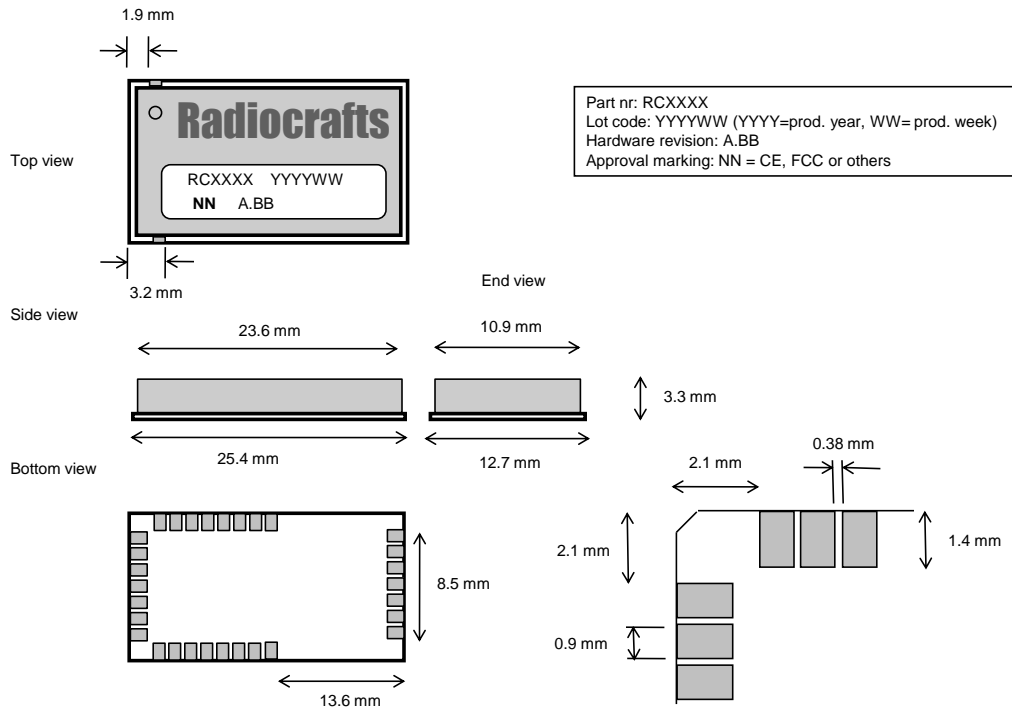 1.9 mm
Radiocrafts
Part nr: RCXXXX
Lot code: YYYYWW (YYYY=prod. year, WW= prod. week)
Hardware revision: A.BB
Approval marking: NN = CE, FCC or others
Top view
RCXXXX YYYYWW
NN A.BB
3.2 mm
End view
Side view
23.6 mm
10.9 mm
3.3 mm
25.4 mm
12.7 mm
0.38 mm
Bottom view
2.1 mm
2.1 mm
1.4 mm
8.5 mm
0.9 mm
13.6 mm